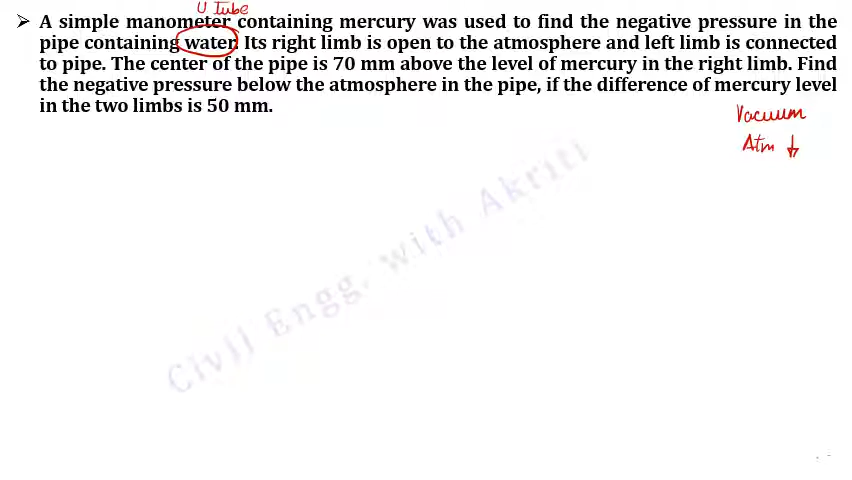 U Tube
➢ A simple manometer containing mercury was used to find the negative pressure in the
pipe containing water. Its right limb is open to the atmosphere and left limb is connected
to pipe. The center of the pipe is 70 mm above the level of mercury in the right limb. Find
the negative pressure below the atmosphere in the pipe, if the difference of mercury level
in the two limbs is 50 mm.
Vacuum
Atm ↓
Civil Engg. with Akriti